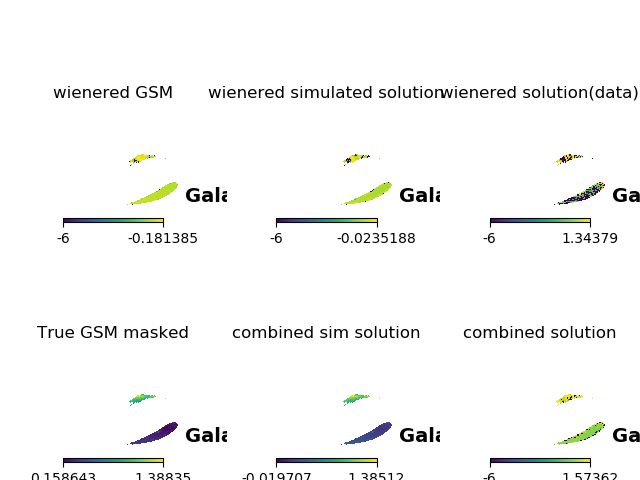 wienered GSM wienered simulated solution wienered solution(data)
Gala Gala Ga
-6 -0.181385 -6 -0.0235188 -6 1.34379
True GSM masked combined sim solution combined solution
Gala Gala Ga
0.158643 1.38835 -0.019707 1.38512 -6 1.57362